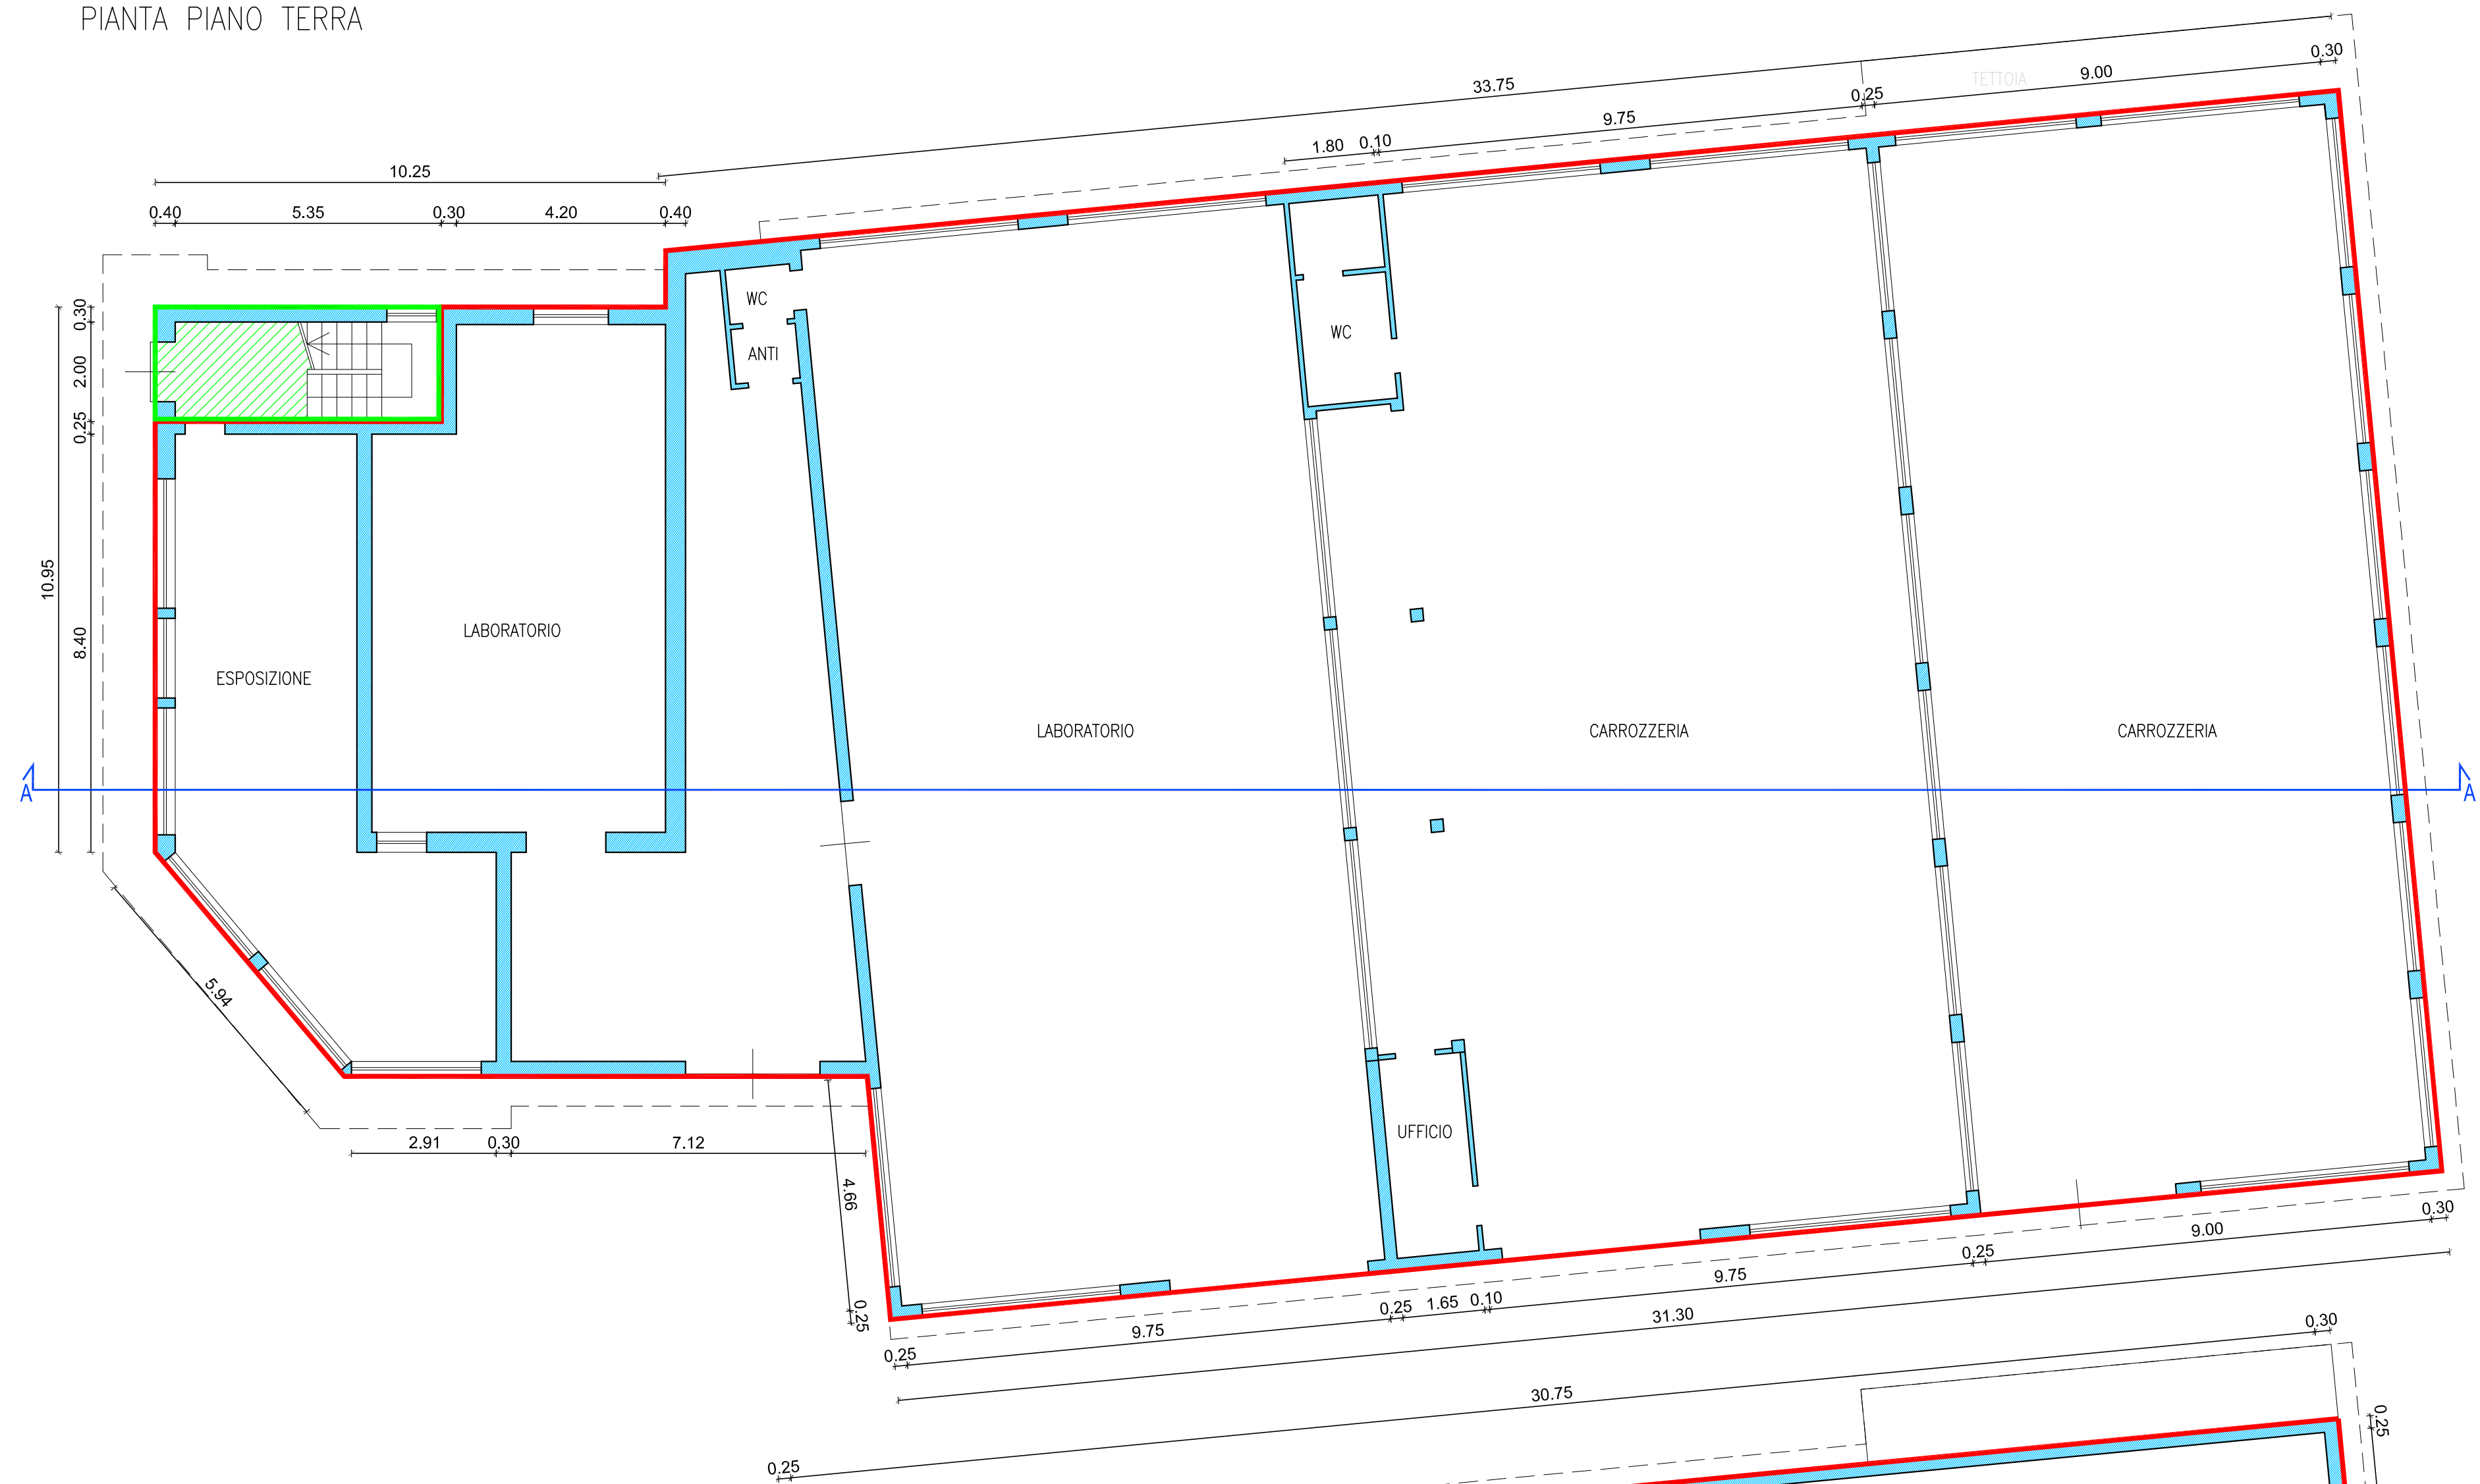 PIANTA PIANO TERRA
33.75
0.30
9.00
TETTOIA
0.25
9.75
1.80
0.10
10.25
0.40
5.35
0.30
4.20
0.40
0.30
2.00
0.25
10.95
8.40
WC
ANTI
WC
LABORATORIO
ESPOSIZIONE
LABORATORIO
CARROZZERIA
CARROZZERIA
A
A
5.94
2.91
0.30
7.12
4.66
0.25
UFFICIO
0.30
9.00
0.25
9.75
0.10
1.65
0.25
9.75
0.25
31.30
0.30
30.75
0.25
0.25